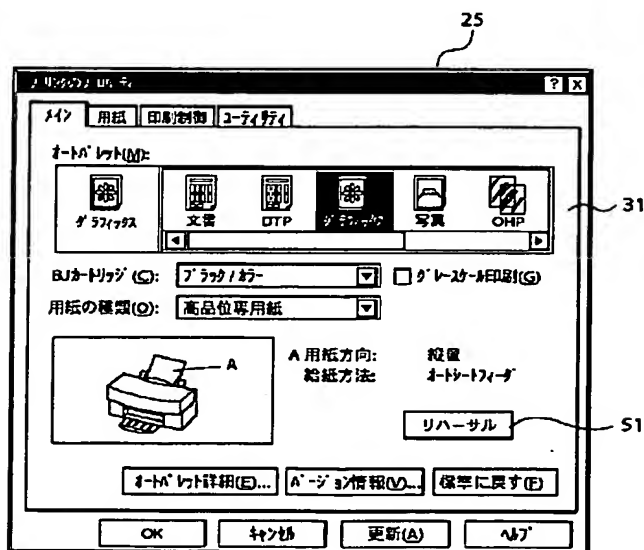 25
? X
メイン 用紙 印刷制御 ユーティリティ
オートパレット(M):
グラフィックス 文書 DTP グラフィックス 写真 OHP
31
BJカートリッジ(C): ブラック/カラー グレースケール印刷(G)
用紙の種類(O): 高品位専用紙
A
A 用紙方向: 縦置
給紙方法: オートシートフィーダ
リハーサル
S1
オートパレット詳細(E)... バージョン情報(V)... 標準に戻す(F)
OK キャンセル 更新(A) ヘルプ